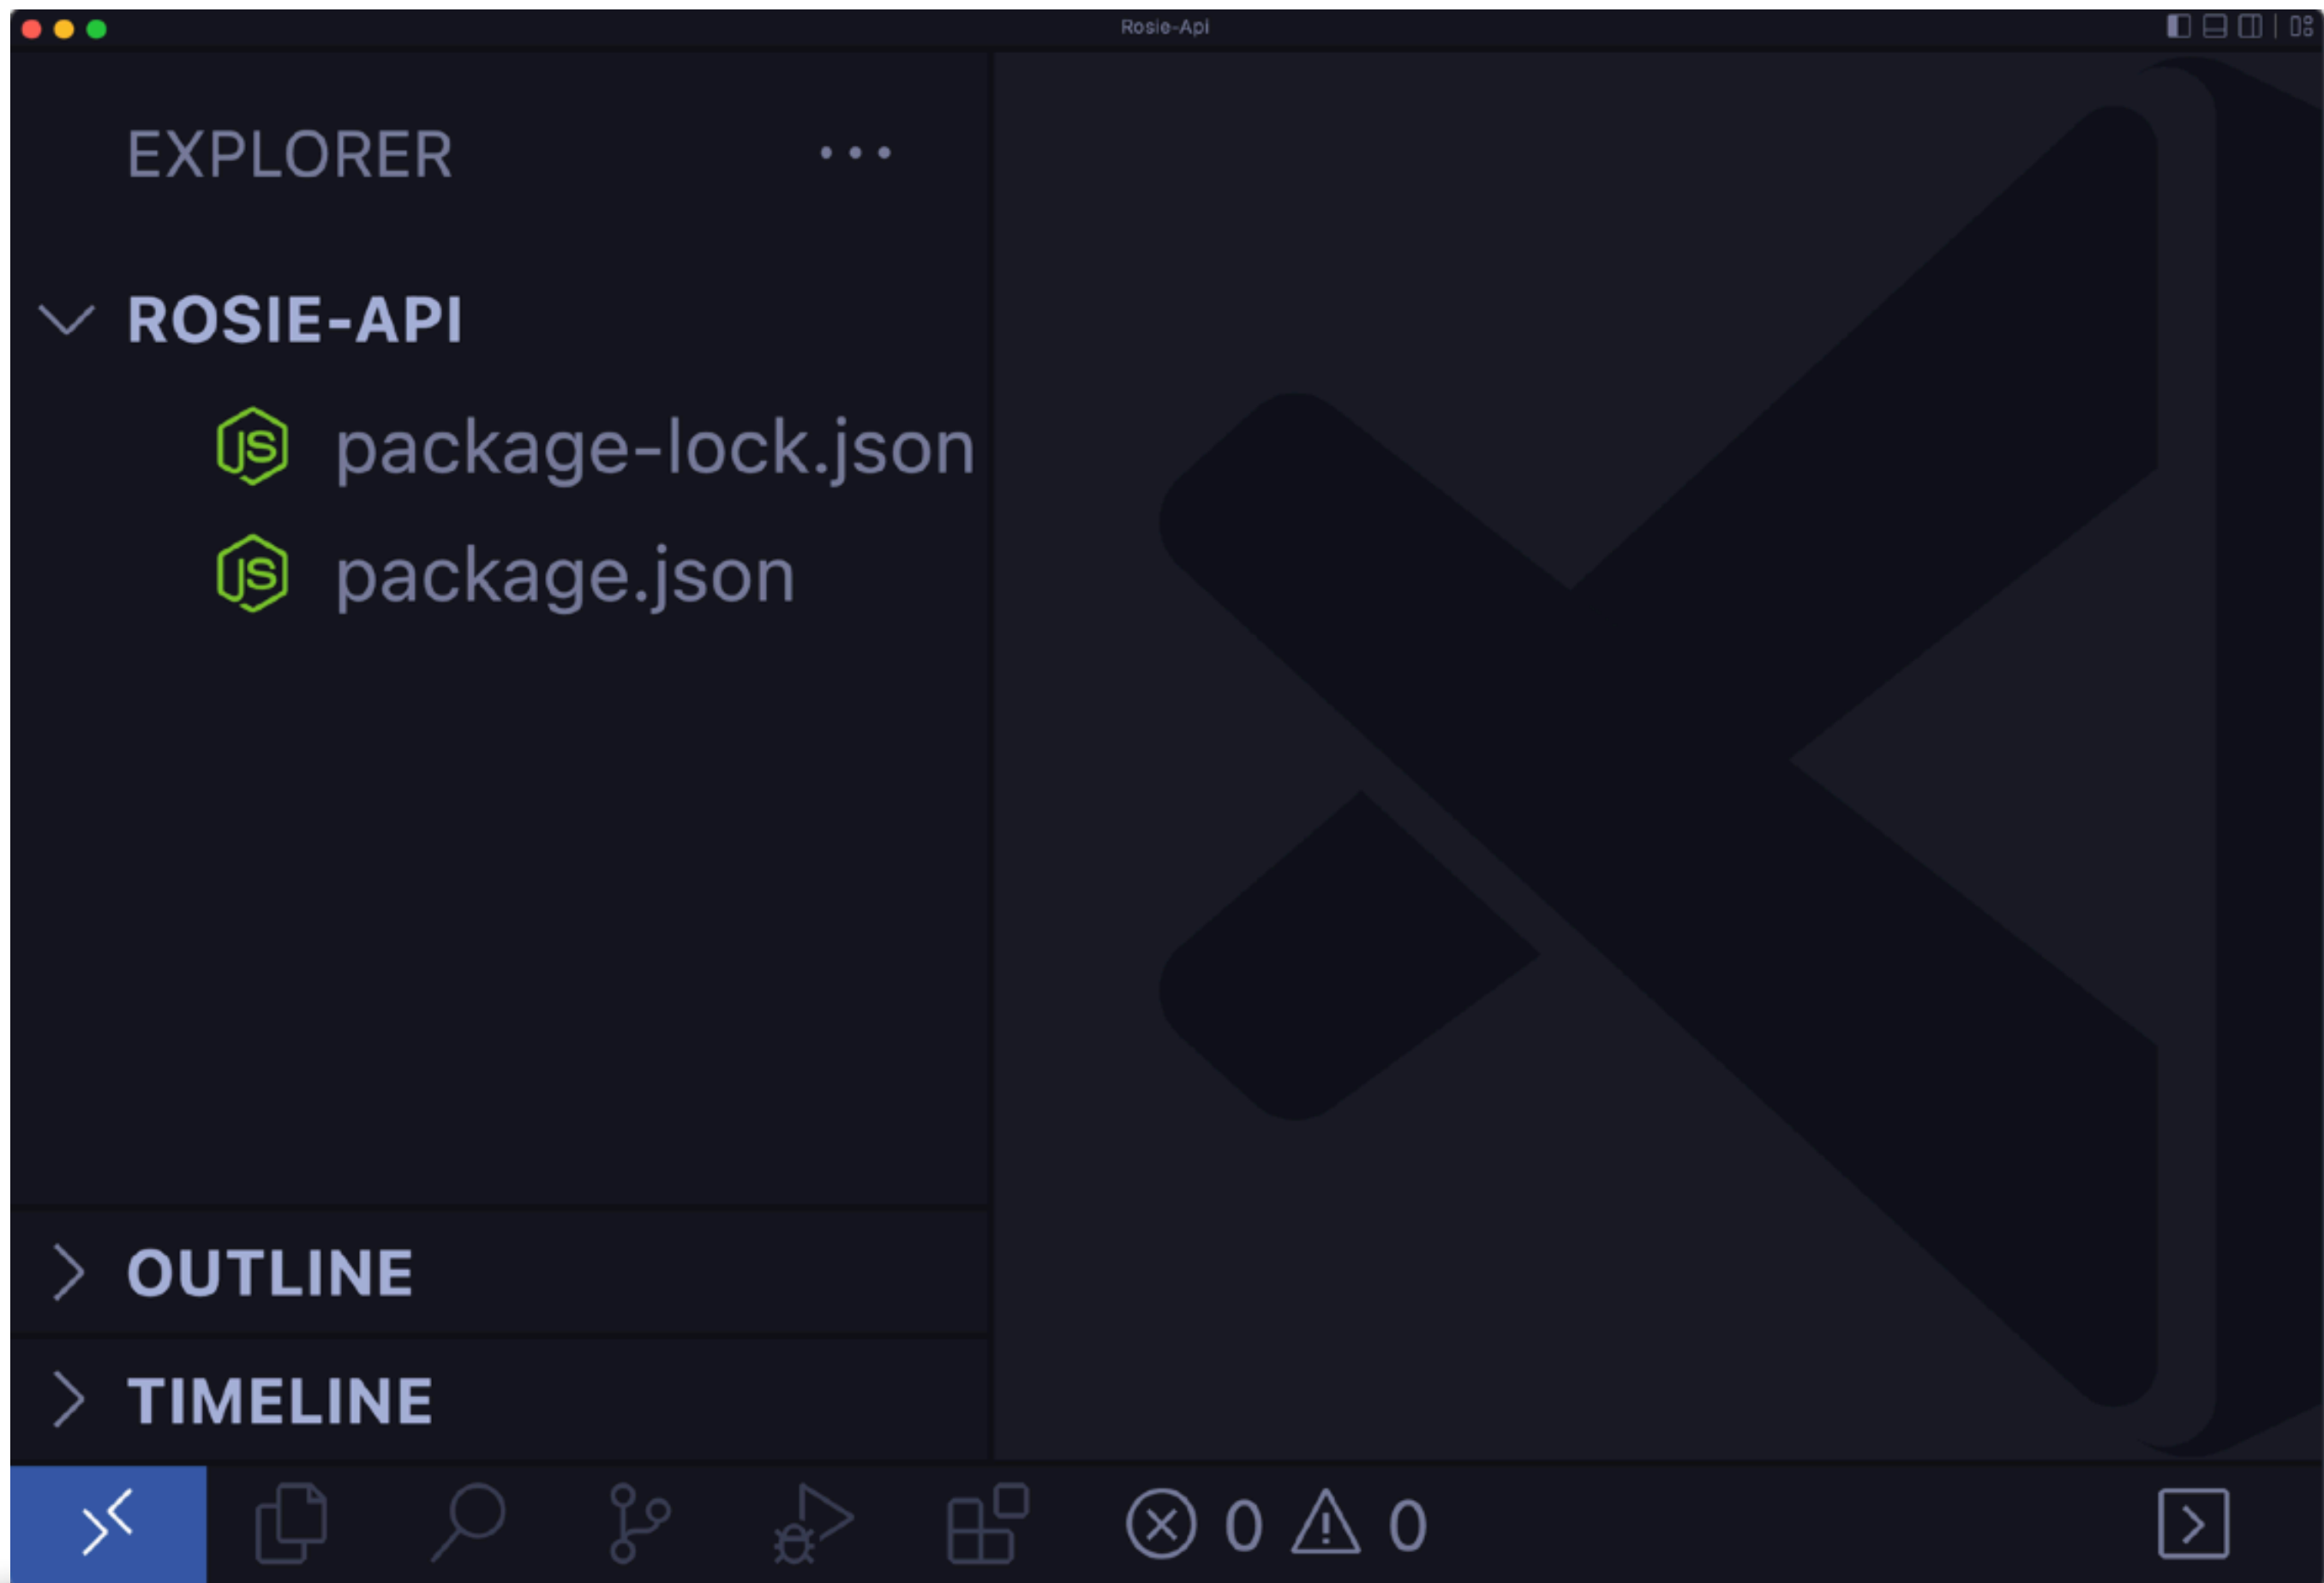 Rosie-Api
EXPLORER
ROSIE-API
package-lock.json
package.json
OUTLINE
TIMELINE
0 0